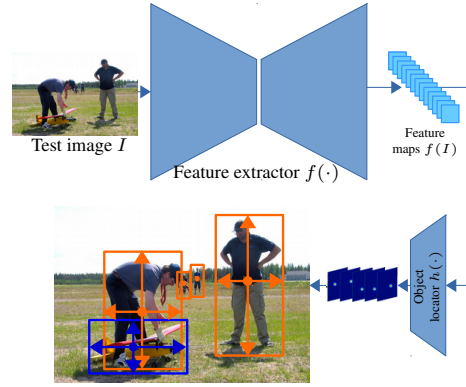 Test image I
Feature extractor f(·)
Feature
maps f(I)
Object
locator h(·)